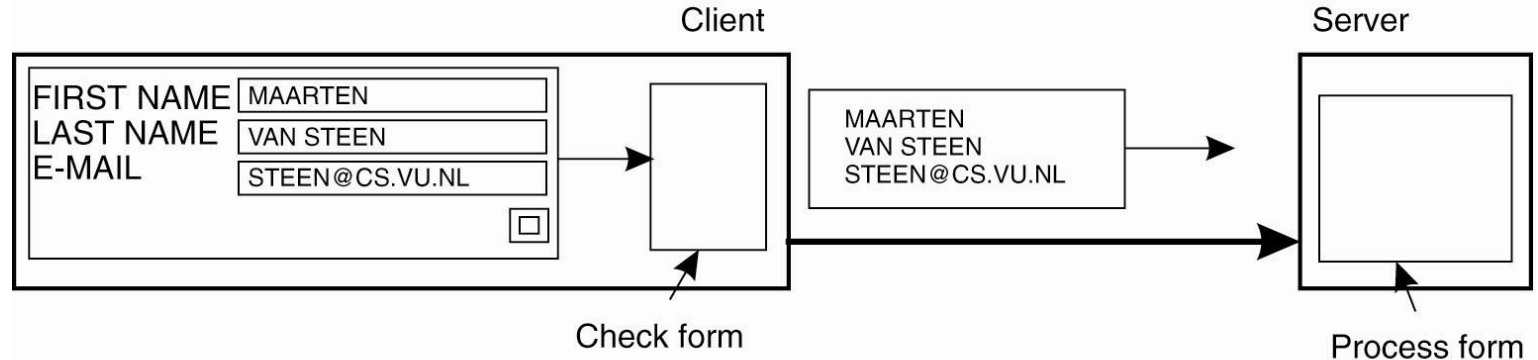 Client
Server
FIRST NAME MAARTEN
LAST NAME VAN STEEN
E-MAIL STEEN@CS.VU.NL
MAARTEN
VAN STEEN
STEEN@CS.VU.NL
Check form
Process form